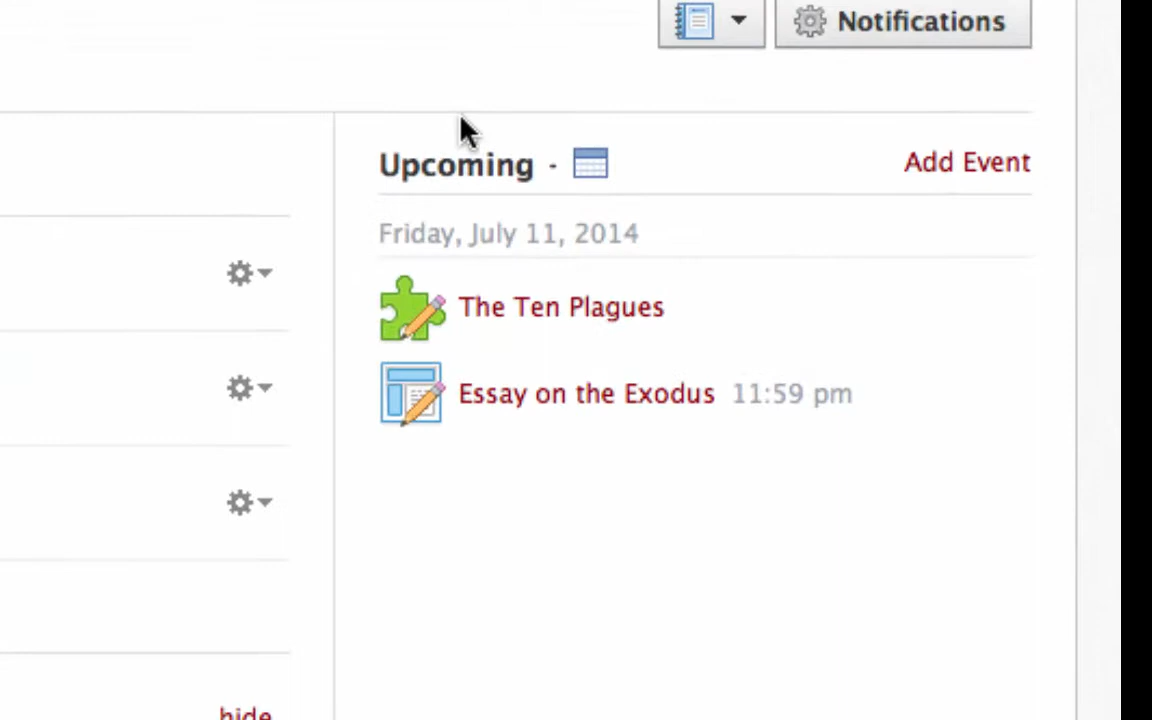 Notifications
Upcoming -
Add Event
Friday, July 11, 2014
The Ten Plagues
Essay on the Exodus 11:59 pm
hide